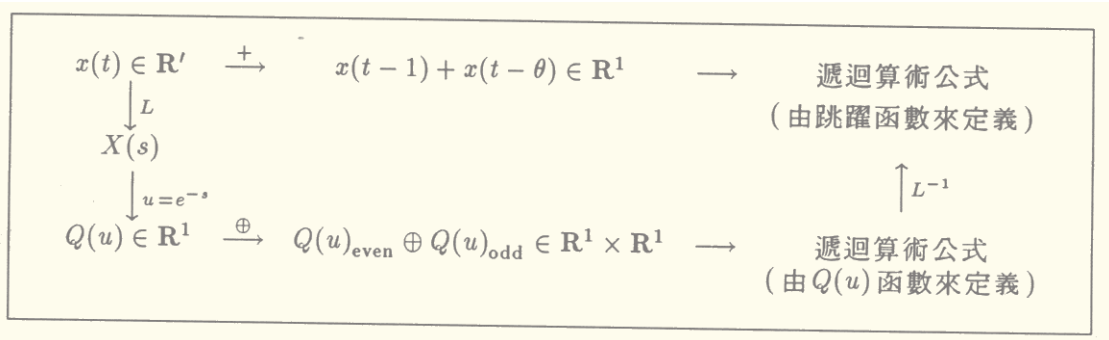 x(t) ∈ R′ + → x(t − 1) + x(t − θ) ∈ R¹ → 遞迴算術公式
(由跳躍函數來定義)
↓ L
X(s)
↓ u = e⁻ˢ ↑ L⁻¹
Q(u) ∈ R¹ ⊕ → Q(u)even ⊕ Q(u)odd ∈ R¹ × R¹ → 遞迴算術公式
(由Q(u)函數來定義)